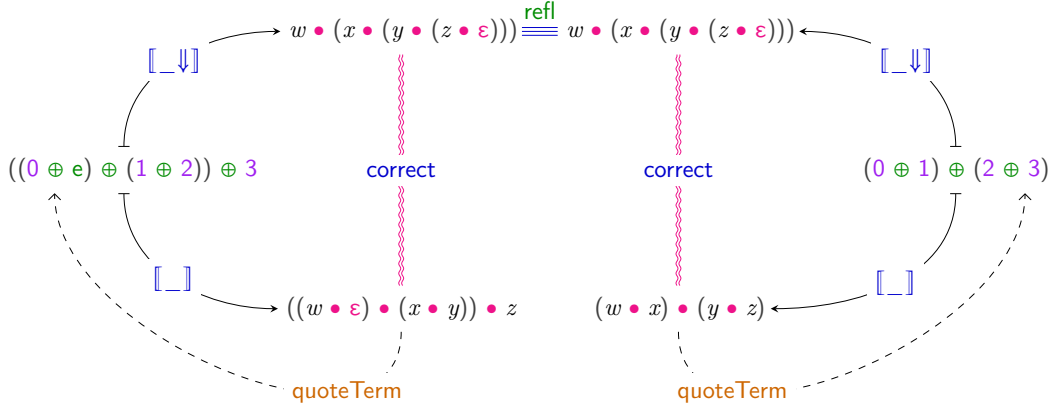 refl
w • (x • (y • (z • ε))) ≡ w • (x • (y • (z • ε)))
⟦_⇓⟧ ⟦_⇓⟧
((0 ⊕ e) ⊕ (1 ⊕ 2)) ⊕ 3 correct correct (0 ⊕ 1) ⊕ (2 ⊕ 3)
⟦_⟧ ⟦_⟧
((w • ε) • (x • y)) • z (w • x) • (y • z)
quoteTerm quoteTerm